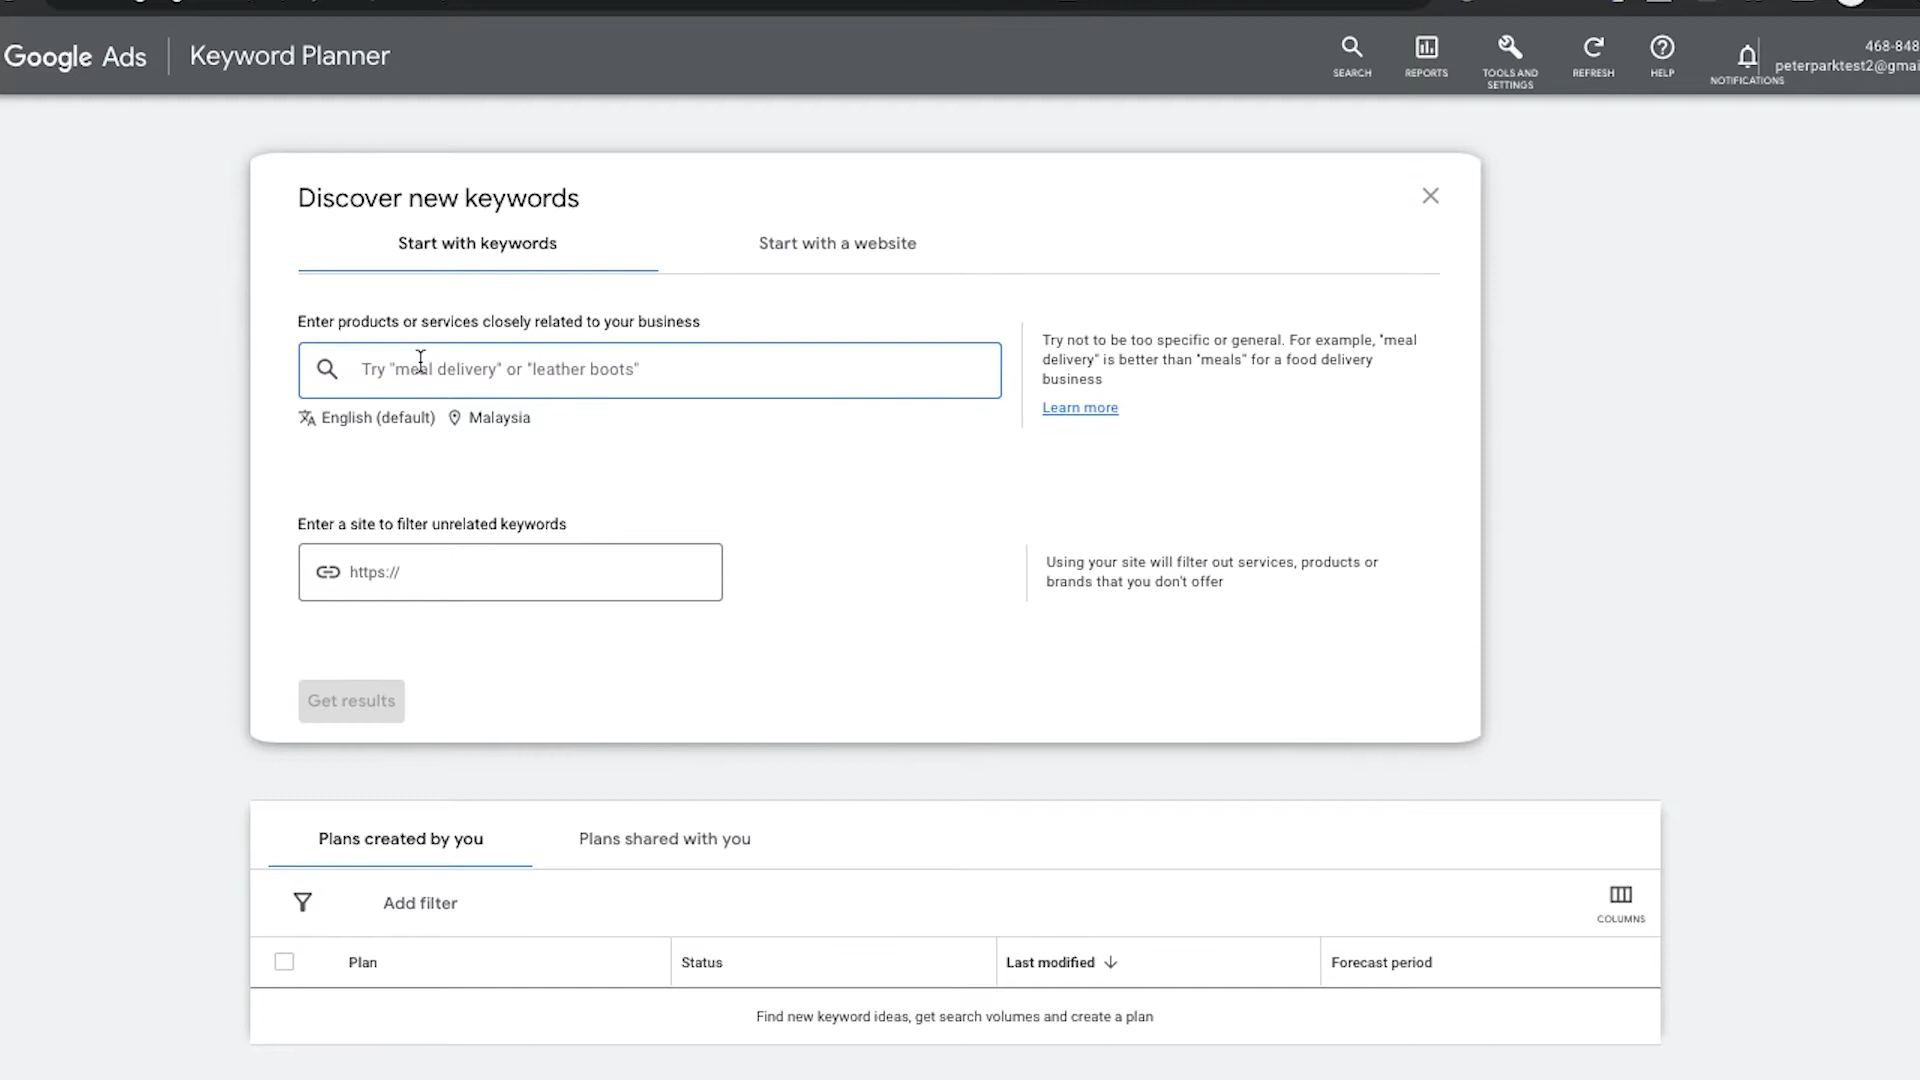 Google Ads Keyword Planner
SEARCH
REPORTS
TOOLS AND SETTINGS
REFRESH
HELP
NOTIFICATIONS
468-848
peterparktest2@gmai
Discover new keywords
Start with keywords Start with a website
Enter products or services closely related to your business
Try "meal delivery" or "leather boots"
English (default) Malaysia
Try not to be too specific or general. For example, "meal
delivery" is better than "meals" for a food delivery
business
Learn more
Enter a site to filter unrelated keywords
https://
Using your site will filter out services, products or
brands that you don't offer
Get results
Plans created by you Plans shared with you
Add filter
COLUMNS
Plan Status Last modified Forecast period
Find new keyword ideas, get search volumes and create a plan